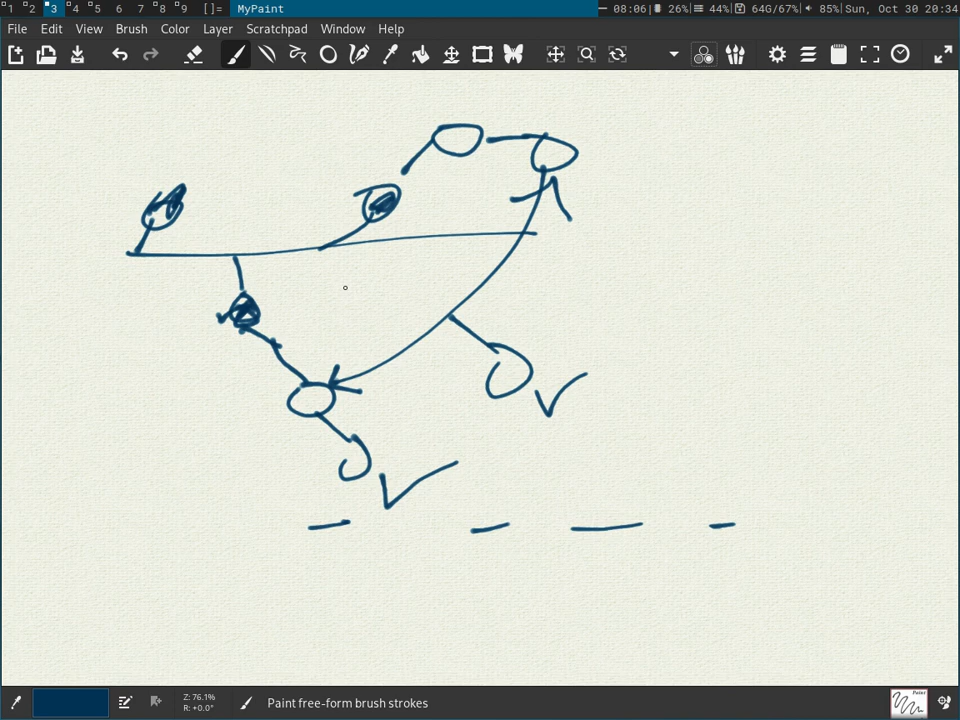 1 2 3 4 5 6 7 8 9 []= MyPaint 08:06| 26%| 44%| 64G/67%| 85%|Sun, Oct 30 20:34
File Edit View Brush Color Layer Scratchpad Window Help
Z: 76.1%
R: +0.0°
Paint free-form brush strokes